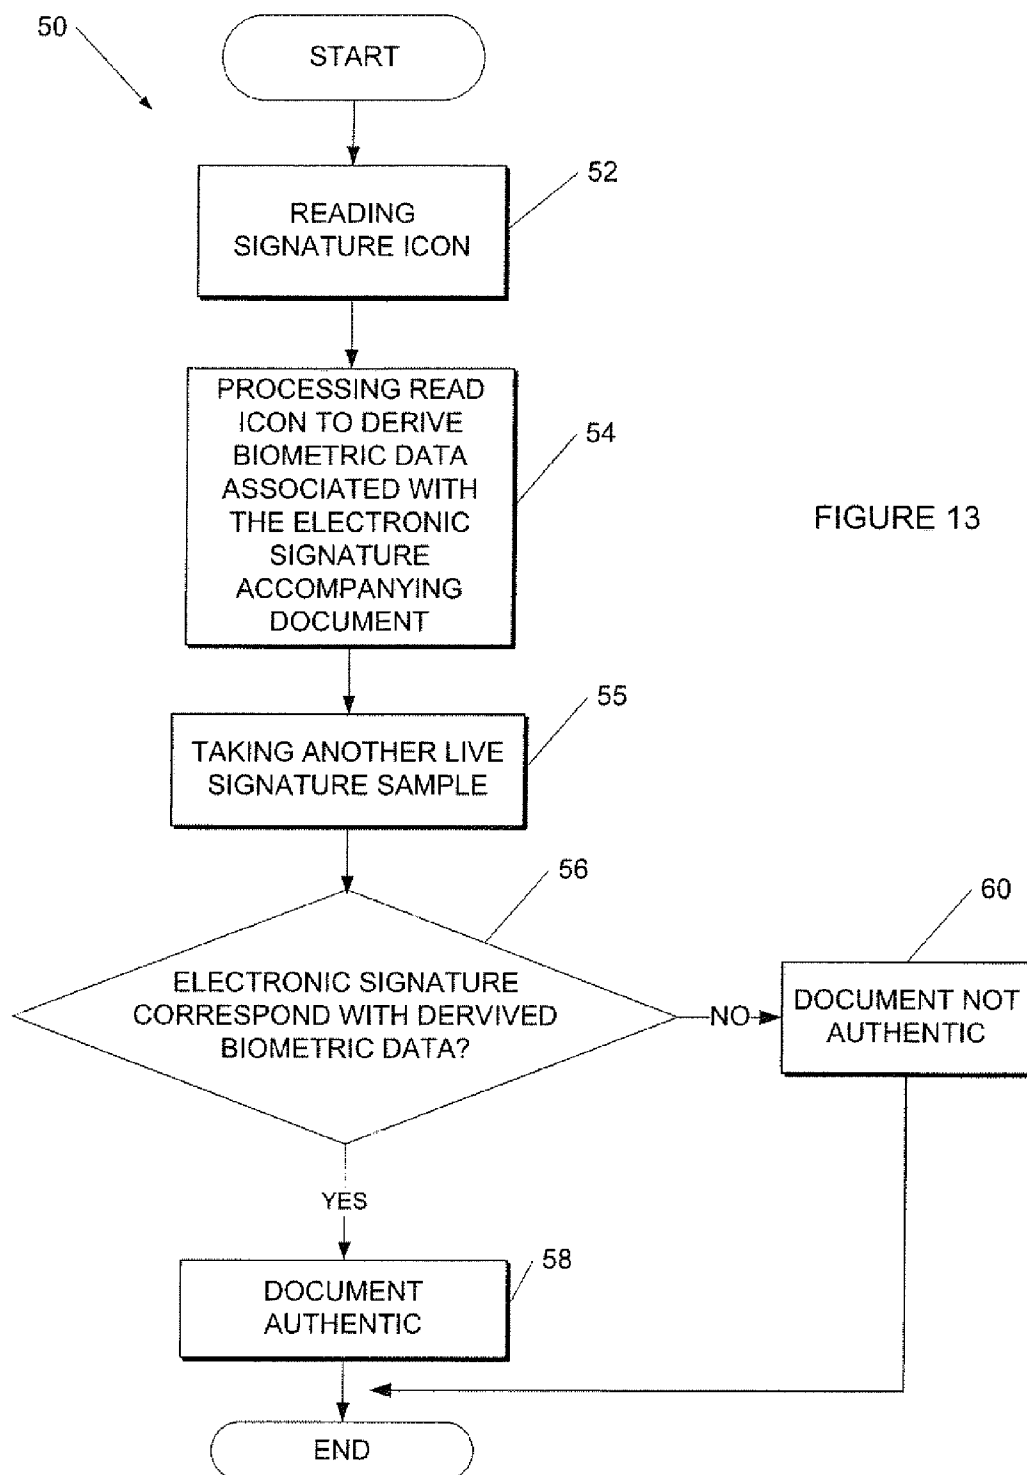 50
START
52
READING
SIGNATURE ICON
PROCESSING READ
ICON TO DERIVE
BIOMETRIC DATA
ASSOCIATED WITH
THE ELECTRONIC
SIGNATURE
ACCOMPANYING
DOCUMENT
54
FIGURE 13
55
TAKING ANOTHER LIVE
SIGNATURE SAMPLE
56
ELECTRONIC SIGNATURE
CORRESPOND WITH DERVIVED
BIOMETRIC DATA?
NO
60
DOCUMENT NOT
AUTHENTIC
YES
58
DOCUMENT
AUTHENTIC
END